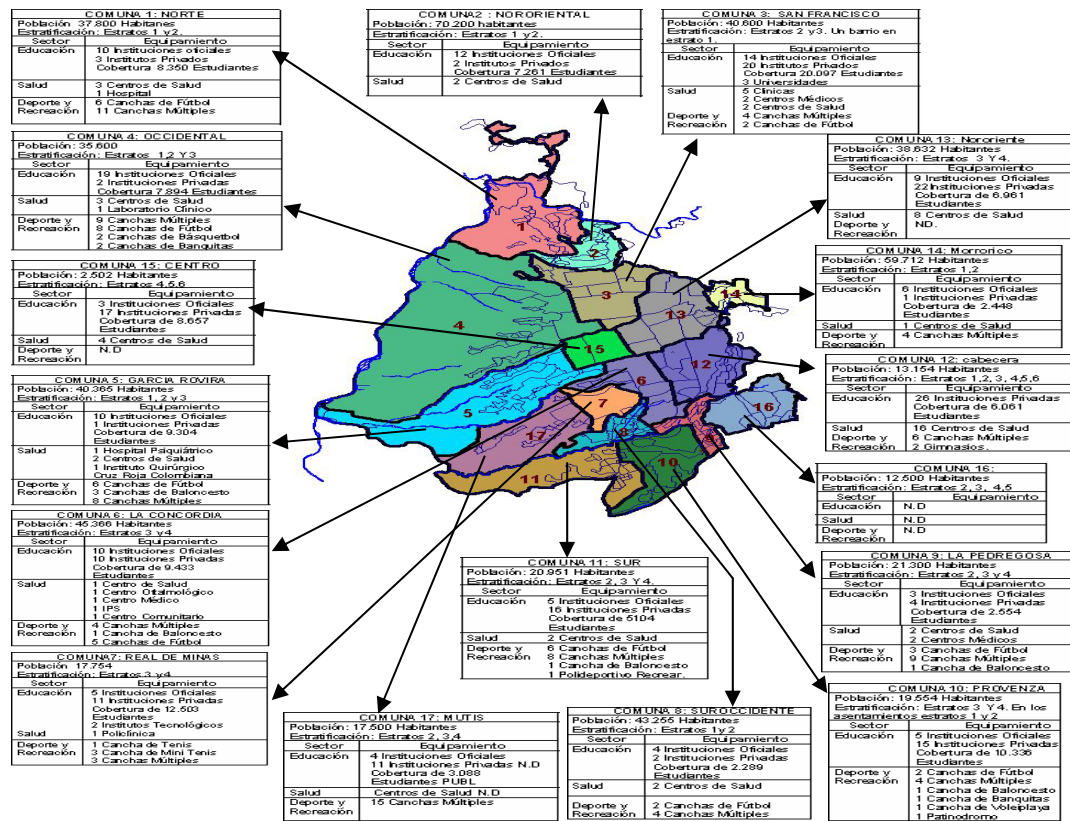 COMUNA 1: NORTE
Población: 37.800 Habitanes
Estratificación: Estratos 1 y2.
Sector Equipamiento
Educación 10 Instituciones oficiales
3 Institutos Privados
Cobertura 8.350 Estudiantes
Salud 3 Centros de Salud
1 Hospital
Deporte y 6 Canchas de Fútbol
Recreación 11 Canchas Múltiples
COMUNA2 : NORORIENTAL
Población: 70.200 habitantes
Estratificación: Estratos 1 y2.
Sector Equipamiento
Educación 12 Instituciones Oficiales
2 Institutos Privados
Cobertura 7.261 Estudiantes
Salud 2 Centros de Salud
COMUNA 3: SAN FRANCISCO
Población: 40.600 Habitantes
Estratificación: Estratos 2 y3. Un barrio en
estrato 1.
Sector Equipamiento
Educación 14 Instituciones Oficiales
20 Institutos Privados
Cobertura 20.097 Estudiantes
3 Universidades
Salud 5 Clínicas
2 Centros Médicos
2 Centros de Salud
Deporte y 4 Canchas Múltiples
Recreación 2 Canchas de Fútbol
COMUNA 4: OCCIDENTAL
Población: 35.600
Estratificación: Estratos 1,2 Y3
Sector Equipamiento
Educación 19 Instituciones Oficiales
2 Instituciones Privadas
Cobertura 7.894 Estudiantes
Salud 3 Centros de Salud
1 Laboratorio Clínico
Deporte y 9 Canchas Múltiples
Recreación 8 Canchas de Fútbol
2 Canchas de Básquetbol
2 Canchas de Banquitas
COMUNA 13: Nororiente
Población: 38.632 Habitantes
Estratificación: Estratos 3 Y4.
Sector Equipamiento
Educación 9 Instituciones Oficiales
22Instituciones Privadas
Cobertura de 6.961
Estudiantes
Salud 8 Centros de Salud
Deporte y ND.
Recreación
COMUNA 14: Morrorico
Población: 59.712 Habitantes
Estratificación: Estratos 1,2
Sector Equipamiento
Educación 6 Instituciones Oficiales
1 Instituciones Privadas
Cobertura de 2.448
Estudiantes
Salud 1 Centros de Salud
Deporte y 4 Canchas Múltiples
Recreación
COMUNA 15: CENTRO
Población: 2.502 Habitantes
Estratificación: Estratos 4,5,6
Sector Equipamiento
Educación 3 Instituciones Oficiales
17 Instituciones Privadas
Cobertura de 8.657
Estudiantes
Salud 4 Centros de Salud
Deporte y N.D
Recreación
COMUNA 12: cabecera
Población: 13.154 Habitantes
Estratificación: Estratos 1, 2, 3, 4,5,6
Sector Equipamiento
Educación 26 Instituciones Privadas
Cobertura de 6.061
Estudiantes
Salud 16 Centros de Salud
Deporte y 6 Canchas Múltiples
Recreación 2 Gimnasios.
COMUNA 5: GARCIA ROVIRA
Población: 40.365 Habitantes
Estratificación: Estratos 1, 2 y3
Sector Equipamiento
Educación 10 Instituciones Oficiales
1 Instituciones Privadas
Cobertura de 9.304
Estudiantes
Salud 1 Hospital Psiquiátrico
2 Centros de Salud
1 Instituto Quirúrgico
Cruz Roja Colombiana
Deporte y 6 Canchas de Fútbol
Recreación 3 Canchas de Baloncesto
8 Canchas Múltiples
COMUNA 16:
Población: 12.500 Habitantes
Estratificación: Estratos 2, 3, 4,5
Sector Equipamiento
Educación N.D
Salud N.D
Deporte y N.D
Recreación
COMUNA 6: LA CONCORDIA
Población: 45.366 Habitantes
Estratificación: Estratos 3 y4
Sector Equipamiento
Educación 10 Instituciones Oficiales
10 Instituciones Privadas
Cobertura de 9.433
Estudiantes
Salud 1 Centro de Salud
1 Centro Oftalmológico
1 Centro Médico
1 IPS
1 Centro Comunitario
Deporte y 4 Canchas Múltiples
Recreación 1 Cancha de Baloncesto
5 Canchas de Fútbol
COMUNA 11: SUR
Población: 20.951 Habitantes
Estratificación: Estratos 2, 3 Y4.
Sector Equipamiento
Educación 5 Instituciones Oficiales
16 Instituciones Privadas
Cobertura de 5104
Estudiantes
Salud 2 Centros de Salud
Deporte y 6 Canchas de Fútbol
Recreación 8 Canchas Múltiples
1 Cancha de Baloncesto
1 Polideptivo Recrear.
COMUNA 9: LA PEDREGOSA
Población: 21.300 Habitantes
Estratificación: Estratos 2, 3 y4
Sector Equipamiento
Educación 3 Instituciones Oficiales
4 Instituciones Privadas
Cobertura de 2.554
Estudiantes
Salud 2 Centros de Salud
2 Centros Médicos
Deporte y 3 Canchas de Fútbol
Recreación 9 Canchas Múltiples
1 Cancha de Baloncesto
COMUNA7: REAL DE MINAS
Población 17.754
Estratificación: Estratos 3 y4
Sector Equipamiento
Educación 5 Instituciones Oficiales
11 Instituciones Privadas
Cobertura de 12.503
Estudiantes
2 Institutos Tecnológicos
Salud 1 Policlínica
Deporte y 1 Cancha de Tenis
Recreación 3 Cancha de Mini Tenis
3 Canchas Múltiples
COMUNA 17: MUTIS
Población: 17.500 Habitantes
Estratificación: Estratos 2, 3,4
Sector Equipamiento
Educación 4 Instituciones Oficiales
11 Instituciones Privadas N.D
Cobertura de 3.088
Estudiantes PUBL
Salud Centros de Salud N.D
Deporte y 15 Canchas Múltiples
Recreación
COMUNA 8: SUROCCIDENTE
Población: 43.255 Habitantes
Estratificación: Estratos 1y2
Sector Equipamiento
Educación 4 Instituciones Oficiales
2 Instituciones Privadas
Cobertura de 2.289
Estudiantes
Salud 2 Centros de Salud
Deporte y 2 Canchas de Fútbol
Recreación 4 Canchas Múltiples
COMUNA 10: PROVENZA
Población: 19.554 Habitantes
Estratificación: Estratos 3 Y4. En los
asentamientos estratos 1 y2
Sector Equipamiento
Educación 5 Instituciones Oficiales
15 Instituciones Privadas
Cobertura de 10.336
Estudiantes
Deporte y 2 Canchas de Fútbol
Recreación 4 Canchas Múltiples
1 Cancha de Baloncesto
1 Cancha de Banquitas
1 Cancha de Voleiplaya
1 Patinodromo
1
2
3
14
13
4
15
12
6
5
7
16
17
8
9
10
11